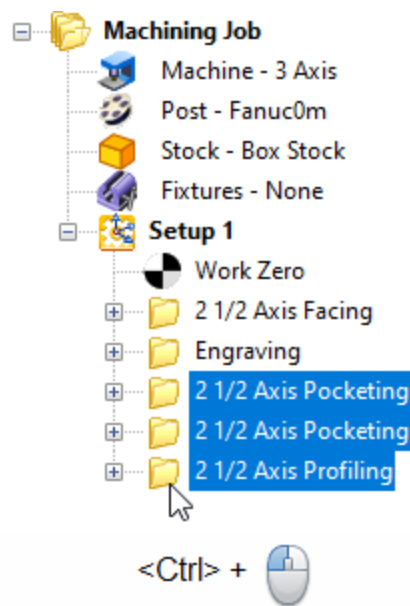 Machining Job
Machine - 3 Axis
Post - Fanuc0m
Stock - Box Stock
Fixtures - None
Setup 1
Work Zero
2 1/2 Axis Facing
Engraving
2 1/2 Axis Pocketing
2 1/2 Axis Pocketing
2 1/2 Axis Profiling
<Ctrl> +